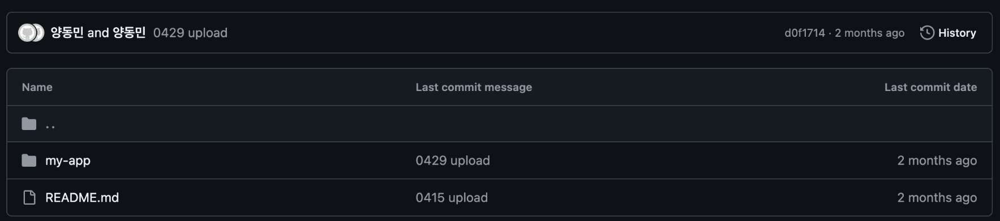 양동민 and 양동민 0429 upload d0f1714 · 2 months ago History
Name Last commit message Last commit date
..
my-app 0429 upload 2 months ago
README.md 0415 upload 2 months ago